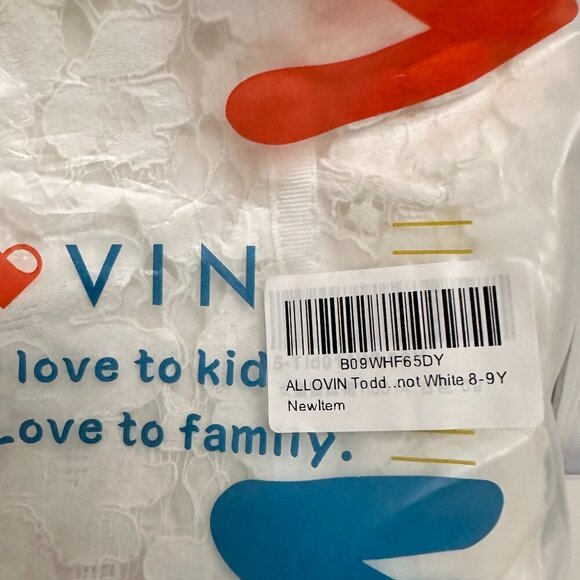 VIN
love to kid
Love to family.
B09WHF65DY
ALLOVIN Todd...not White 8-9Y
NewItem